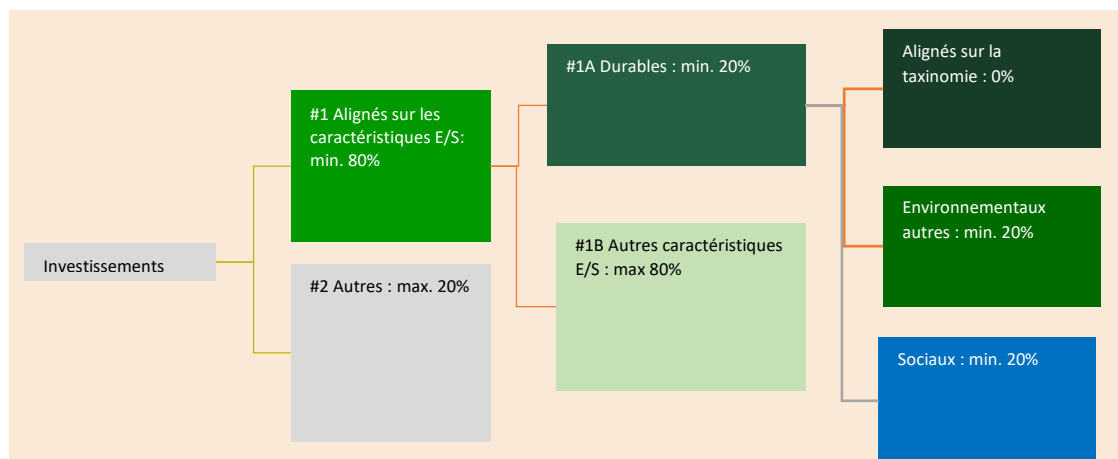 Investissements
#1 Alignés sur les
caractéristiques E/S:
min. 80%
#2 Autres : max. 20%
#1A Durables : min. 20%
#1B Autres caractéristiques
E/S : max 80%
Alignés sur la
taxinomie : 0%
Environnementaux
autres : min. 20%
Sociaux : min. 20%